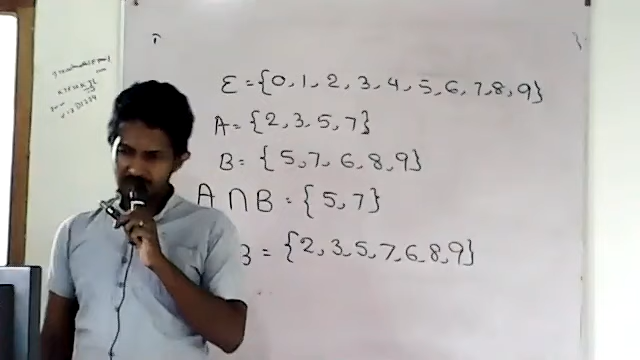 ε = {0, 1, 2, 3, 4, 5, 6, 7, 8, 9}
A = {2, 3, 5, 7}
B = {5, 7, 6, 8, 9}
A ∩ B = {5, 7}
B = {2, 3, 5, 7, 6, 8, 9}